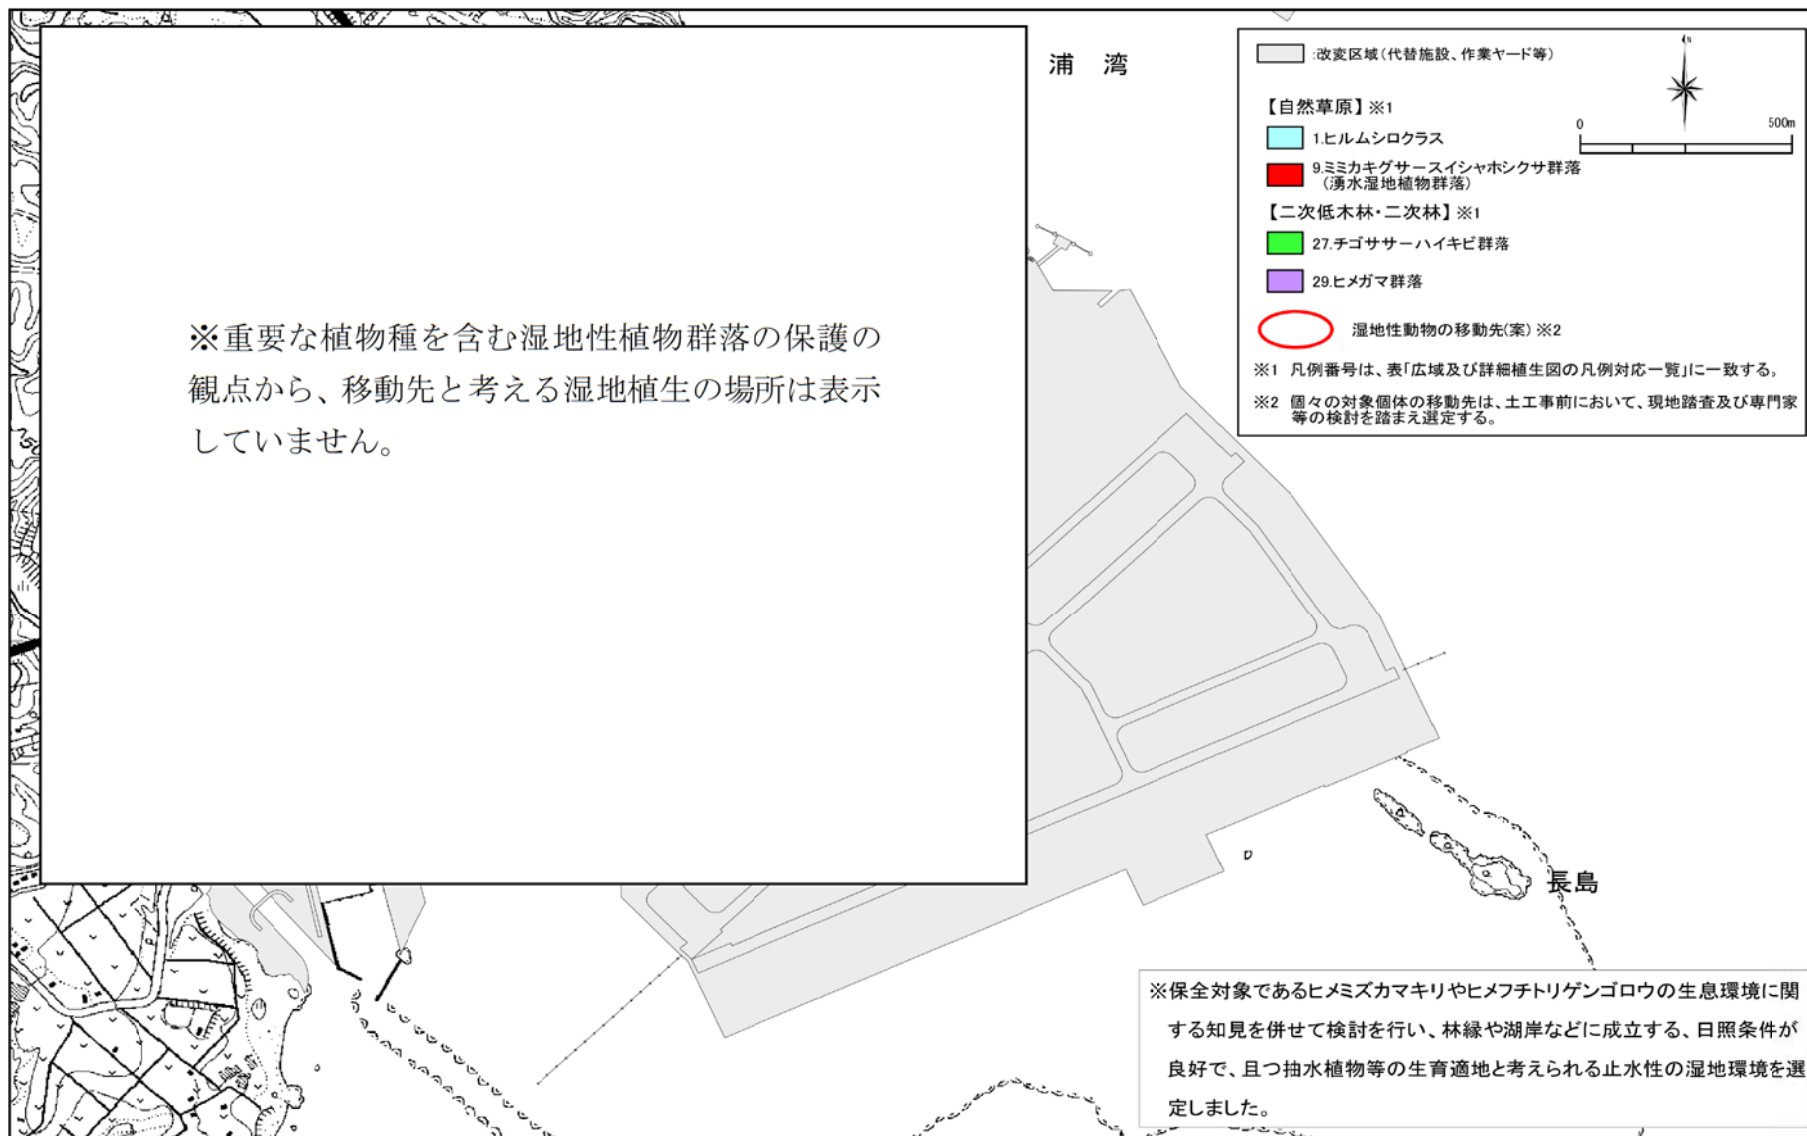 浦 湾
※重要な植物種を含む湿地性植物群落の保護の
観点から、移動先と考える湿地植生の場所は表示
していません。
:改変区域(代替施設、作業ヤード等)
N
【自然草原】※1
0 500m
1.ヒルムシロクラス
9.ミミカキグサースイシャホシクサ群落
(湧水湿地植物群落)
【二次低木林・二次林】※1
27.チゴザサーハイキビ群落
29.ヒメガマ群落
湿地性動物の移動先(案)※2
※1 凡例番号は、表「広域及び詳細植生図の凡例対応一覧」に一致する。
※2 個々の対象個体の移動先は、土工事前において、現地踏査及び専門家
等の検討を踏まえ選定する。
長島
※保全対象であるヒメミズカマキリやヒメフチトリゲンゴロウの生息環境に関
する知見を併せて検討を行い、林縁や湖岸などに成立する、日照条件が
良好で、且つ抽水植物等の生育適地と考えられる止水性の湿地環境を選
定しました。